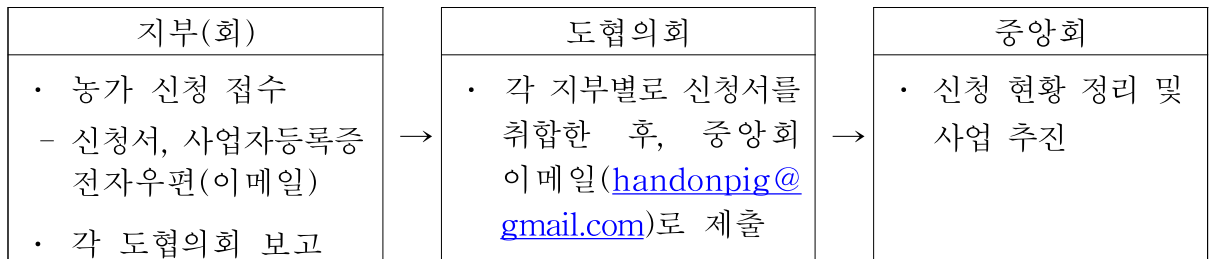 지부(회)
· 농가 신청 접수
- 신청서, 사업자등록증
전자우편(이메일)
· 각 도협의회 보고
→
도협의회
· 각 지부별로 신청서를
취합한 후, 중앙회
이메일(handonpig@
gmail.com)로 제출
→
중앙회
· 신청 현황 정리 및
사업 추진